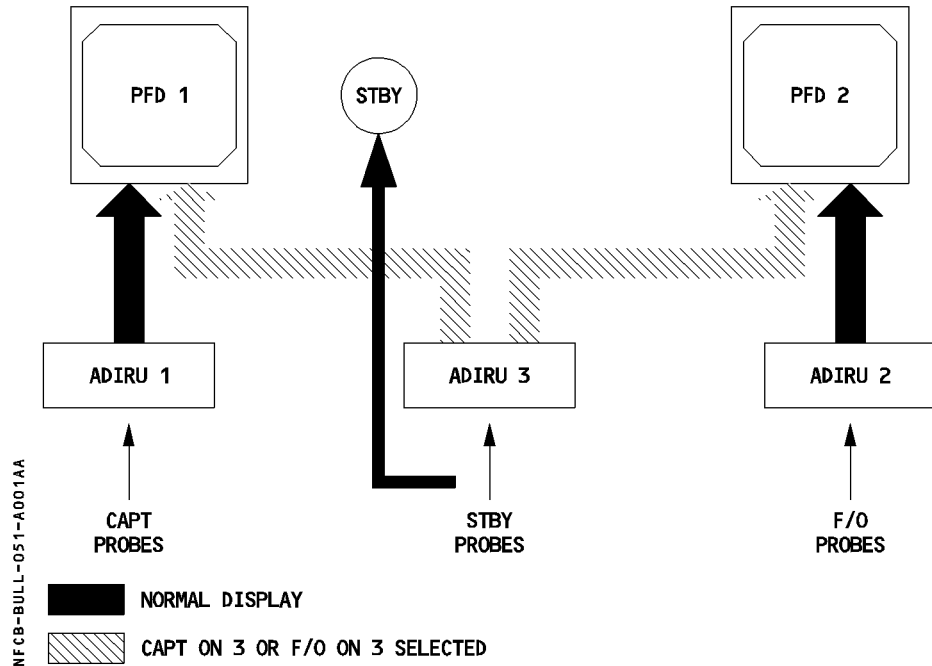 PFD 1
STBY
PFD 2
ADIRU 1
ADIRU 3
ADIRU 2
CAPT
PROBES
STBY
PROBES
F/O
PROBES
NORMAL DISPLAY
CAPT ON 3 OR F/O ON 3 SELECTED
NFCB-BULL-051-A001AA